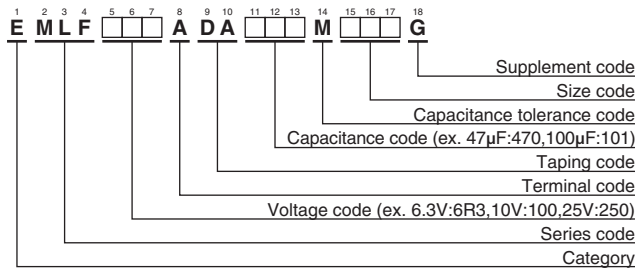 1 2 3 4 5 6 7 8 9 10 11 12 13 14 15 16 17 18
E M L F A D A M G
Supplement code
Size code
Capacitance tolerance code
Capacitance code (ex. 47μF:470,100μF:101)
Taping code
Terminal code
Voltage code (ex. 6.3V:6R3,10V:100,25V:250)
Series code
Category